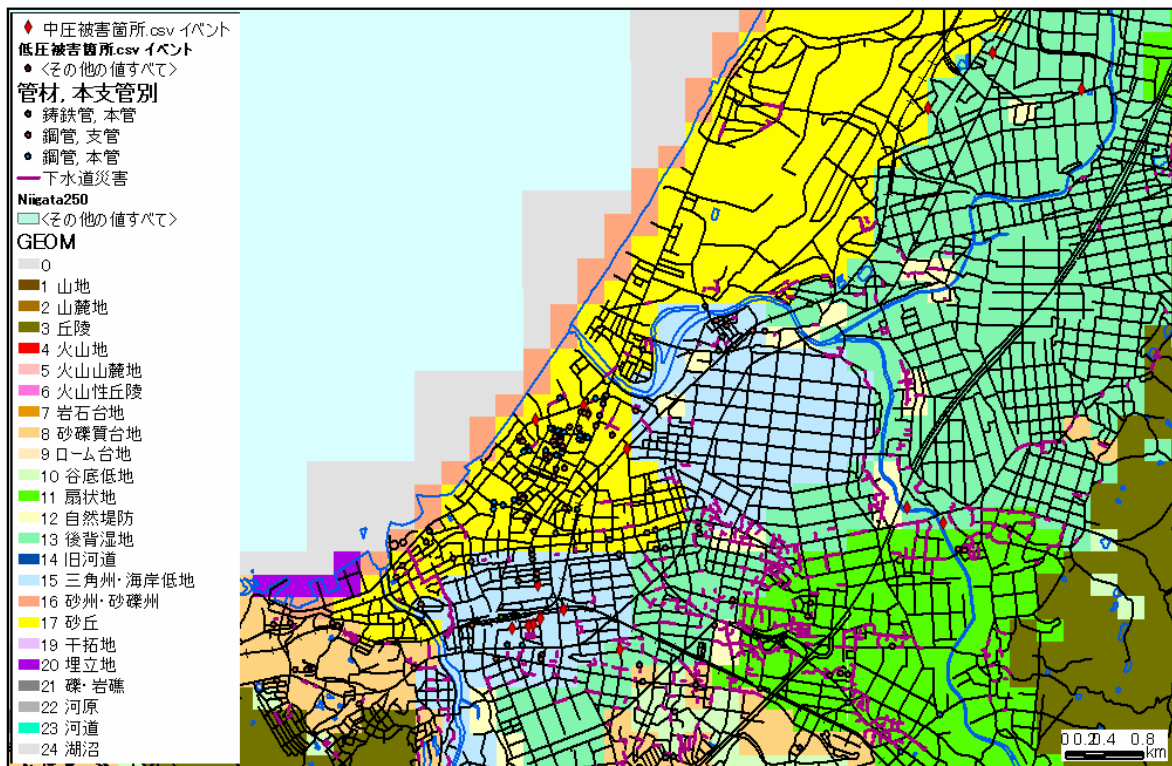 中圧被害箇所.csv イベント
低圧被害箇所.csv イベント
<その他の値すべて>
管材, 本支管別
鋳鉄管, 本管
鋼管, 支管
鋼管, 本管
下水道災害
Niigata250
<その他の値すべて>
GEOM
0
1 山地
2 山麓地
3 丘陵
4 火山地
5 火山山麓地
6 火山性丘陵
7 岩石台地
8 砂礫質台地
9 ローム台地
10 谷底低地
11 扇状地
12 自然堤防
13 後背湿地
14 旧河道
15 三角州・海岸低地
16 砂州・砂礫州
17 砂丘
19 干拓地
20 埋立地
21 礫・岩礁
22 河原
23 河道
24 湖沼
0 0.2 0.4 0.8
km